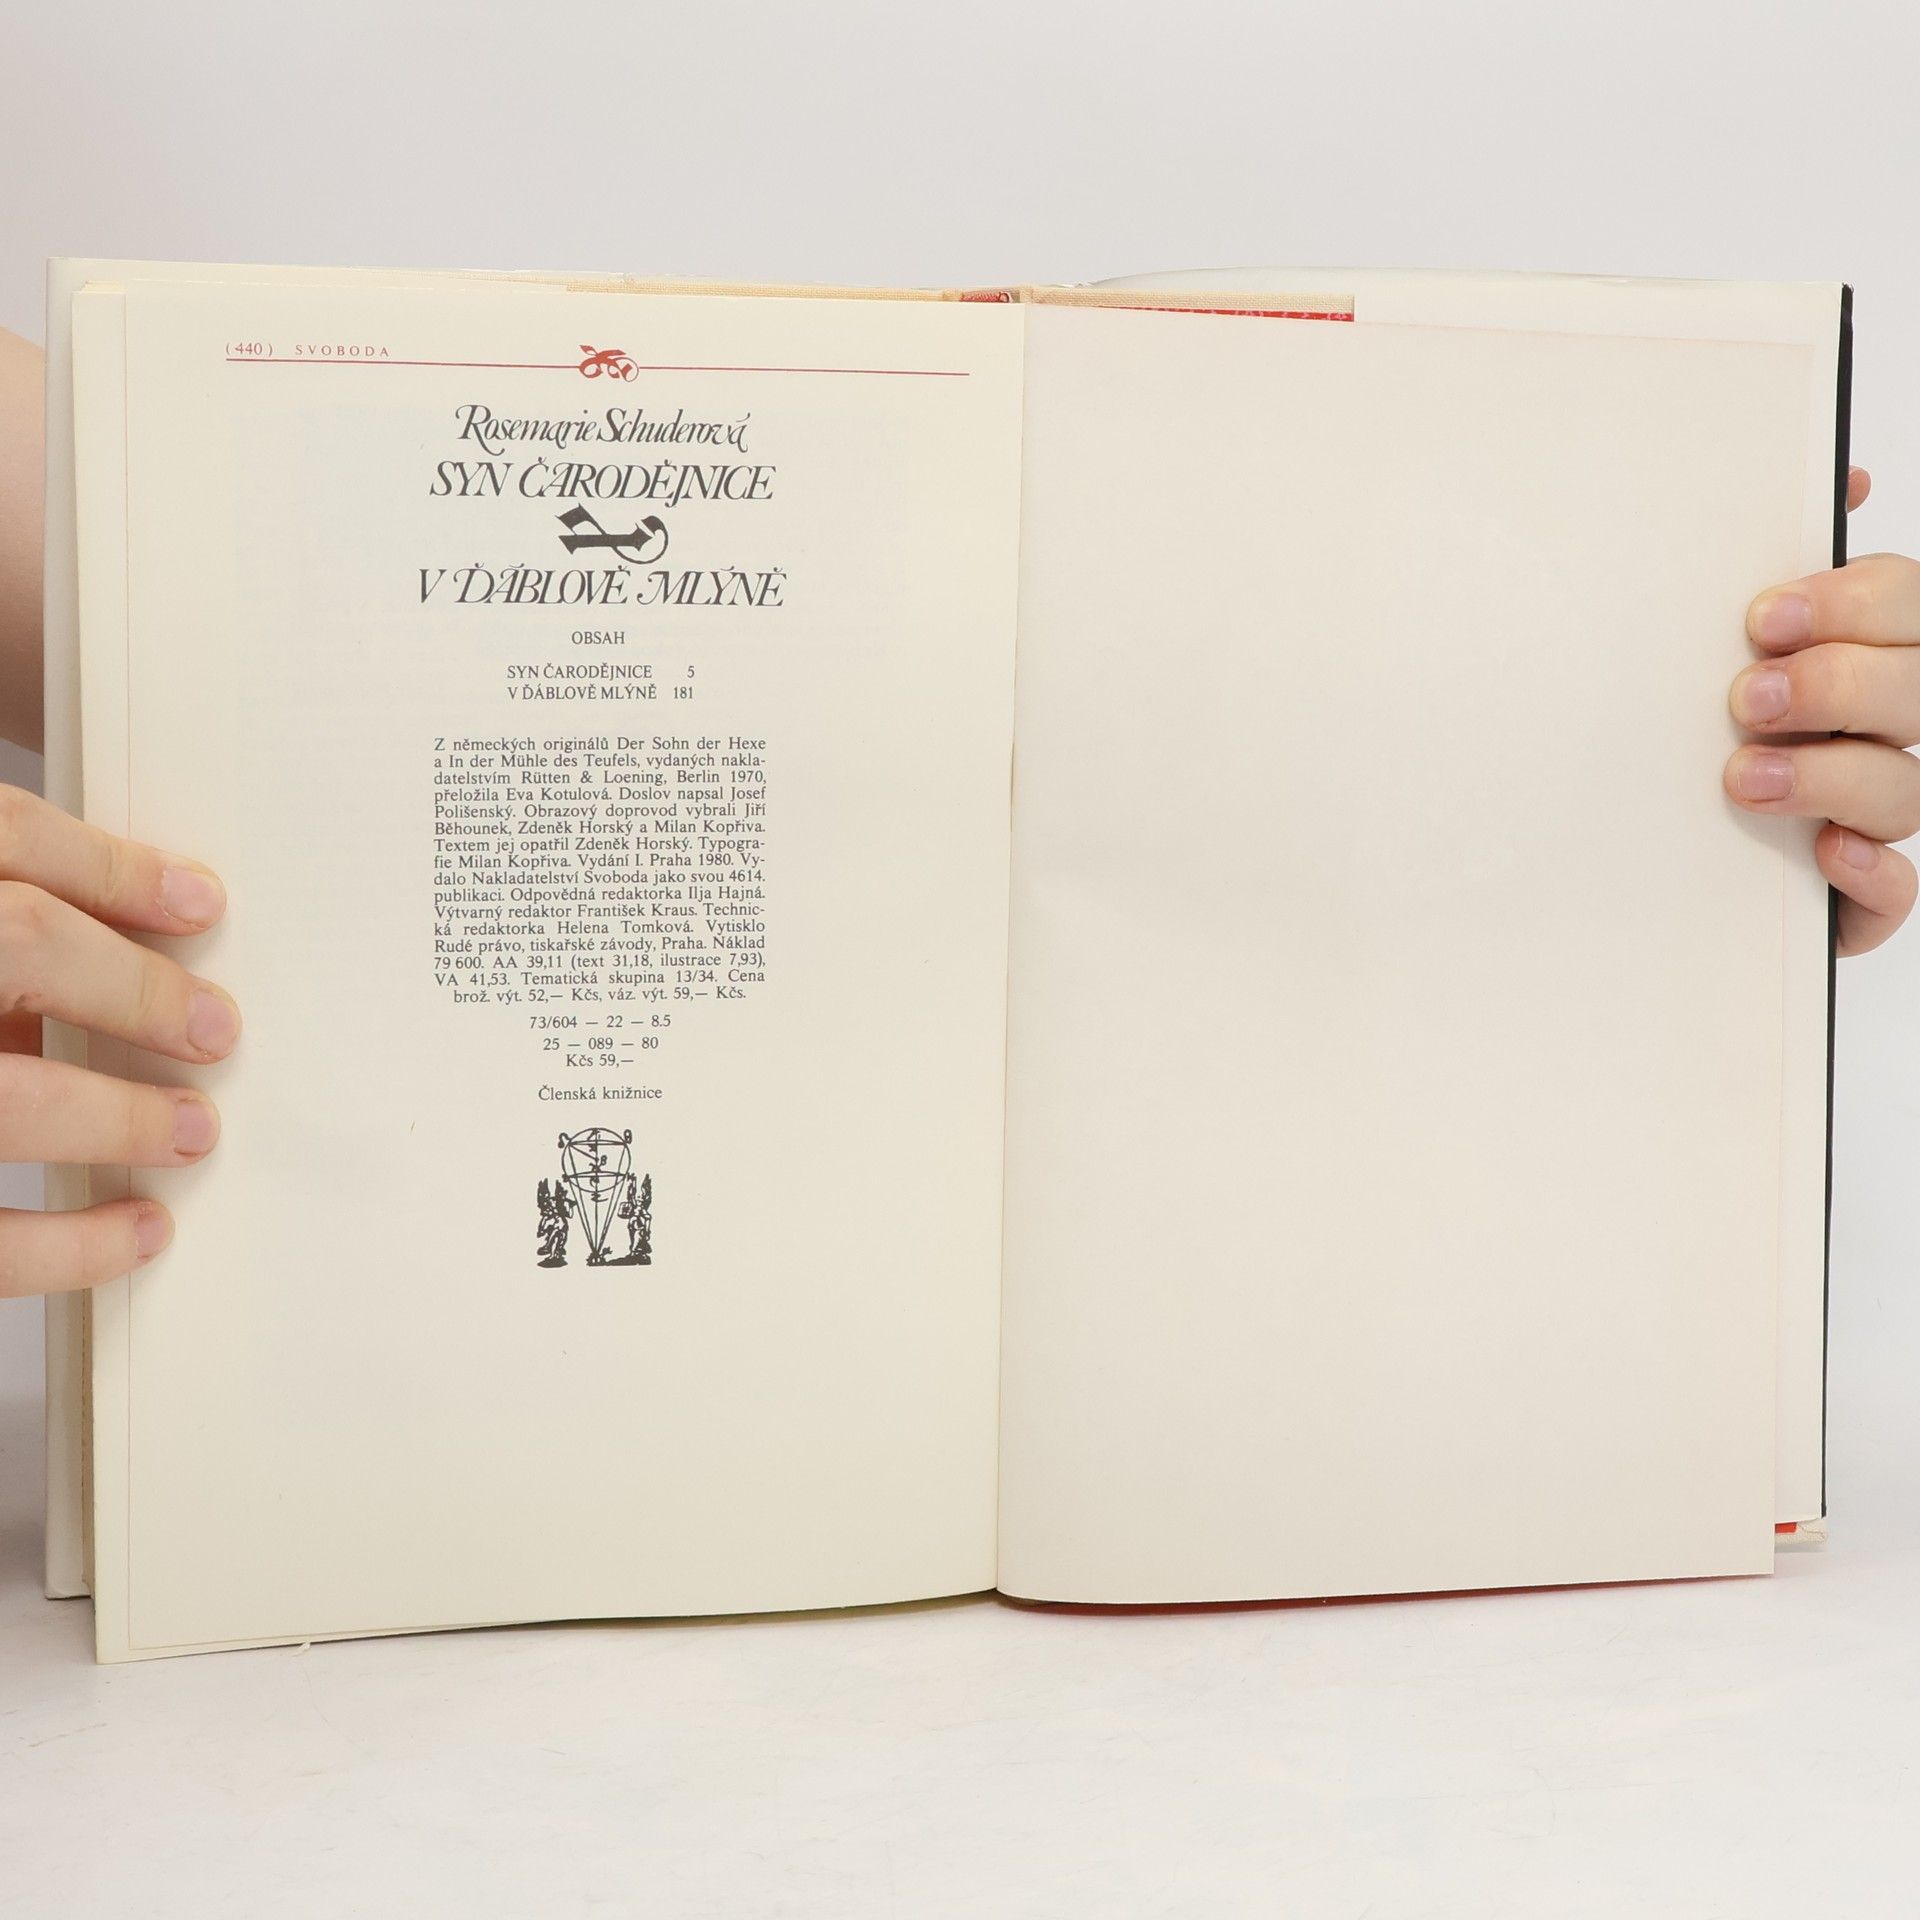 (440) SVOBODA
Rosemarie Schuderová
SYN ČARODĚJNICE
V ĎÁBLOVĚ MLÝNĚ
OBSAH
SYN ČARODĚJNICE 5
V ĎÁBLOVĚ MLÝNĚ 181
Z německých originálů Der Sohn der Hexe
a In der Mühle des Teufels, vydaných nakla-
datelstvím Rütten & Loening, Berlin 1970,
přeložila Eva Kotulová. Doslov napsal Josef
Polišenský. Obrazový doprovod vybrali Jiří
Běhounek, Zdeněk Horský a Milan Kopřiva.
Textem jej opatřil Zdeněk Horský. Typogra-
fie Milan Kopřiva. Vydání I. Praha 1980. Vy-
dalo Nakladatelství Svoboda jako svou 4614.
publikaci. Odpovědná redaktorka Ilja Hajná.
Výtvarný redaktor František Kraus. Technic-
ká redaktorka Helena Tomková. Vytisklo
Rudé právo, tiskařské závody, Praha. Náklad
79 600. AA 39,11 (text 31,18, ilustrace 7,93),
VA 41,53. Tematická skupina 13/34. Cena
brož. výt. 52,— Kčs, váz. výt. 59,— Kčs.
73/604 — 22 — 8.5
25 — 089 — 80
Kčs 59,—
Členská knižnice